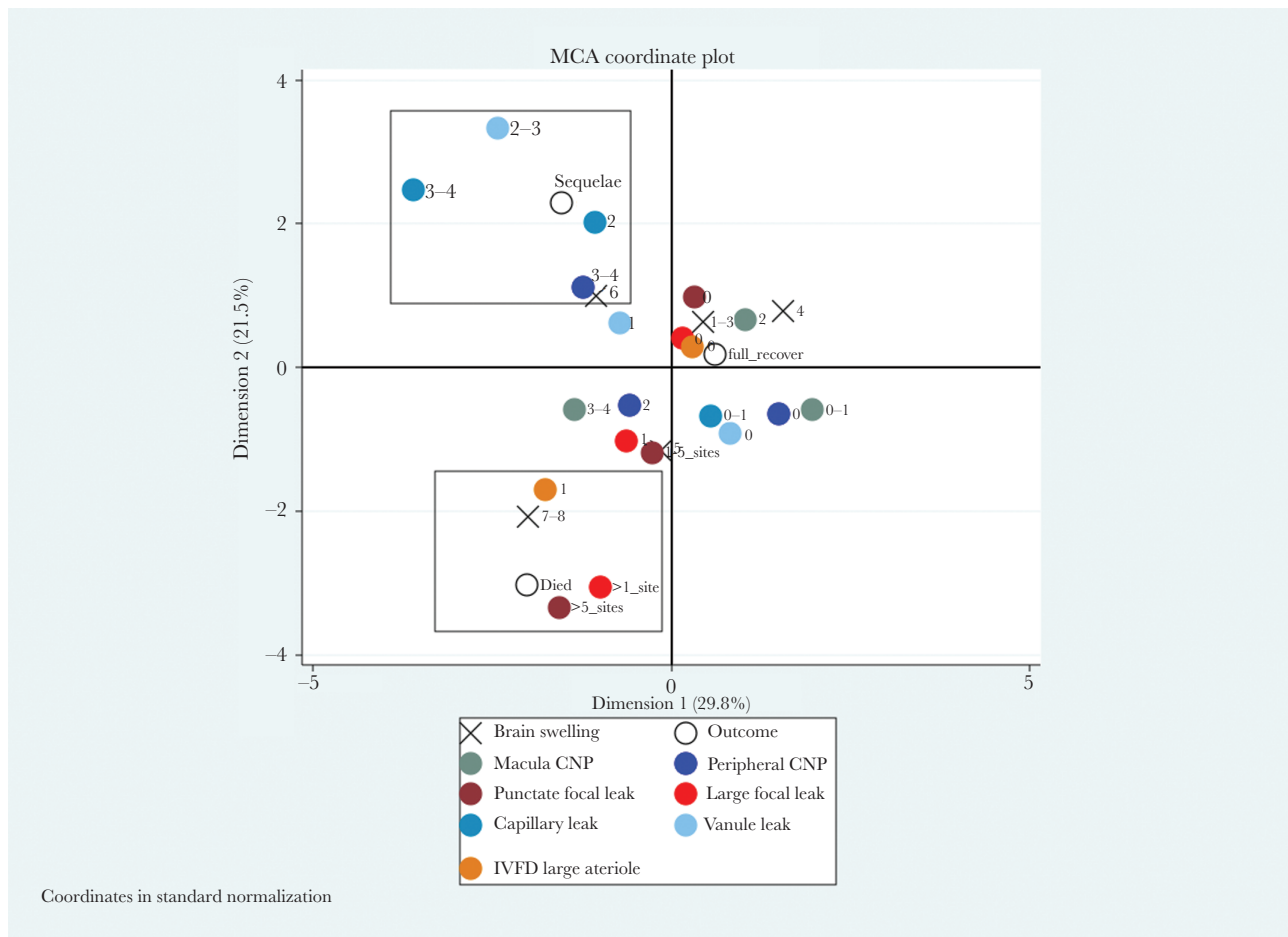 MCA coordinate plot
4
2
0
−2
−4
Dimension 2 (21.5%)
2–3
3–4
Sequelae
2
3–4
6
1
0
1–3
2
4
0
0
full_recover
3–4
2
0–1
0
0–1
0
1
5
1-5_sites
1
7–8
Died
>1_site
>5_sites
−5
0
5
Dimension 1 (29.8%)
Brain swelling
Outcome
Macula CNP
Peripheral CNP
Punctate focal leak
Large focal leak
Capillary leak
Vanule leak
IVFD large ateriole
Coordinates in standard normalization